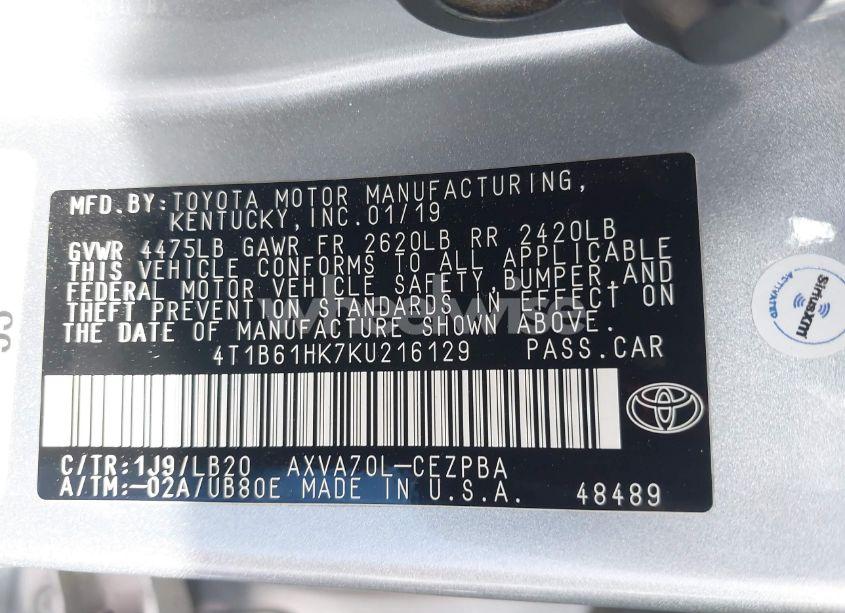 MFD.BY:TOYOTA MOTOR MANUFACTURING,
KENTUCKY,INC.01/19
GVWR 4475LB GAWR FR 2620LB RR 2420LB
THIS VEHICLE CONFORMS TO ALL APPLICABLE
FEDERAL MOTOR VEHICLE SAFETY,BUMPER,AND
THEFT PREVENTION STANDARDS IN EFFECT ON
THE DATE OF MANUFACTURE SHOWN ABOVE.
4T1B61HK7KU216129 PASS.CAR
C/TR:1J9/LB20 AXVA70L-CEZPBA
A/TM:-02A/UB80E MADE IN U.S.A. 48489
SiriusXM
ACTIVATED